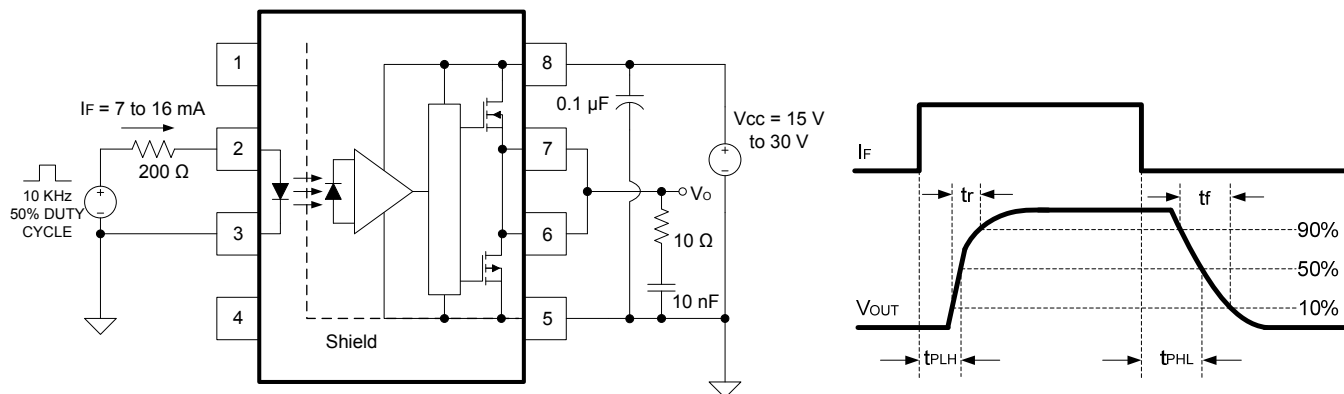 1
2
3
4
8
7
6
5
IF = 7 to 16 mA
200 Ω
10 KHz
50% DUTY
CYCLE
+
−
Shield
0.1 µF
Vcc = 15 V
to 30 V
+
−
VO
10 Ω
10 nF
IF
tr
tf
90%
50%
10%
VOUT
tPLH
tPHL